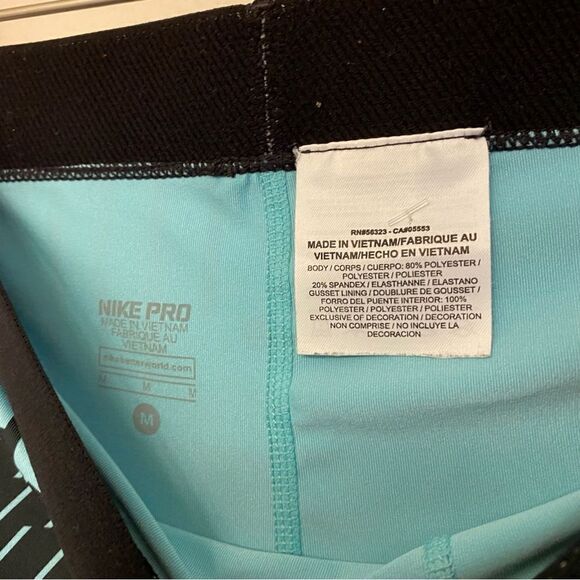 NIKE PRO
MADE IN VIETNAM
FABRIQUE AU
VIETNAM
nikebetterworld.com
M M M
M
RN#56323 - CA#05553
MADE IN VIETNAM/FABRIQUE AU
VIETNAM/HECHO EN VIETNAM
BODY / CORPS / CUERPO: 80% POLYESTER /
POLYESTER / POLIESTER
20% SPANDEX / ELASTHANNE / ELASTANO
GUSSET LINING / DOUBLURE DE GOUSSET /
FORRO DEL PUENTE INTERIOR: 100%
POLYESTER / POLYESTER / POLIESTER
EXCLUSIVE OF DECORATION / DECORATION
NON COMPRISE / NO INCLUYE LA
DECORACION